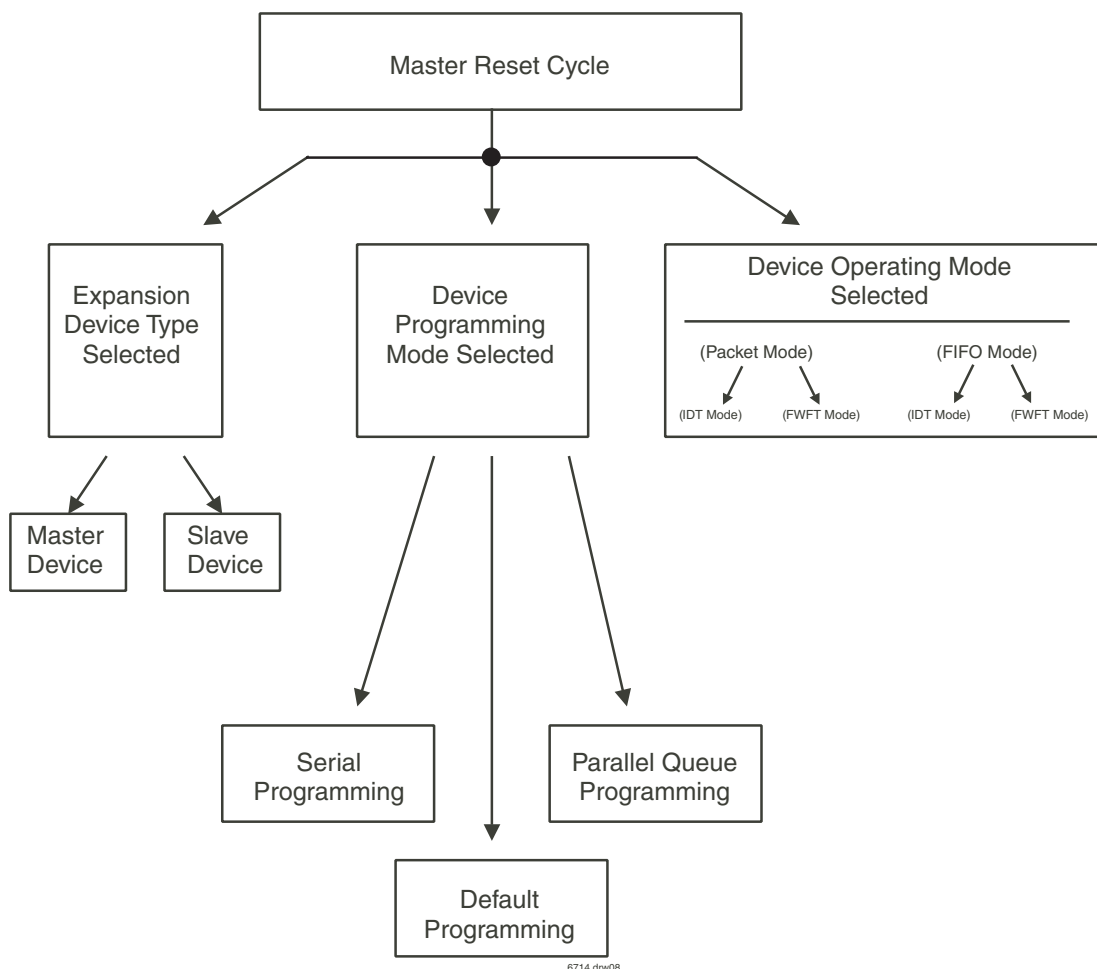 Master Reset Cycle
Expansion
Device Type
Selected
Device
Programming
Mode Selected
Device Operating Mode
Selected
(Packet Mode)
(FIFO Mode)
(IDT Mode)
(FWFT Mode)
(IDT Mode)
(FWFT Mode)
Master
Device
Slave
Device
Serial
Programming
Parallel Queue
Programming
Default
Programming
6714 drw08